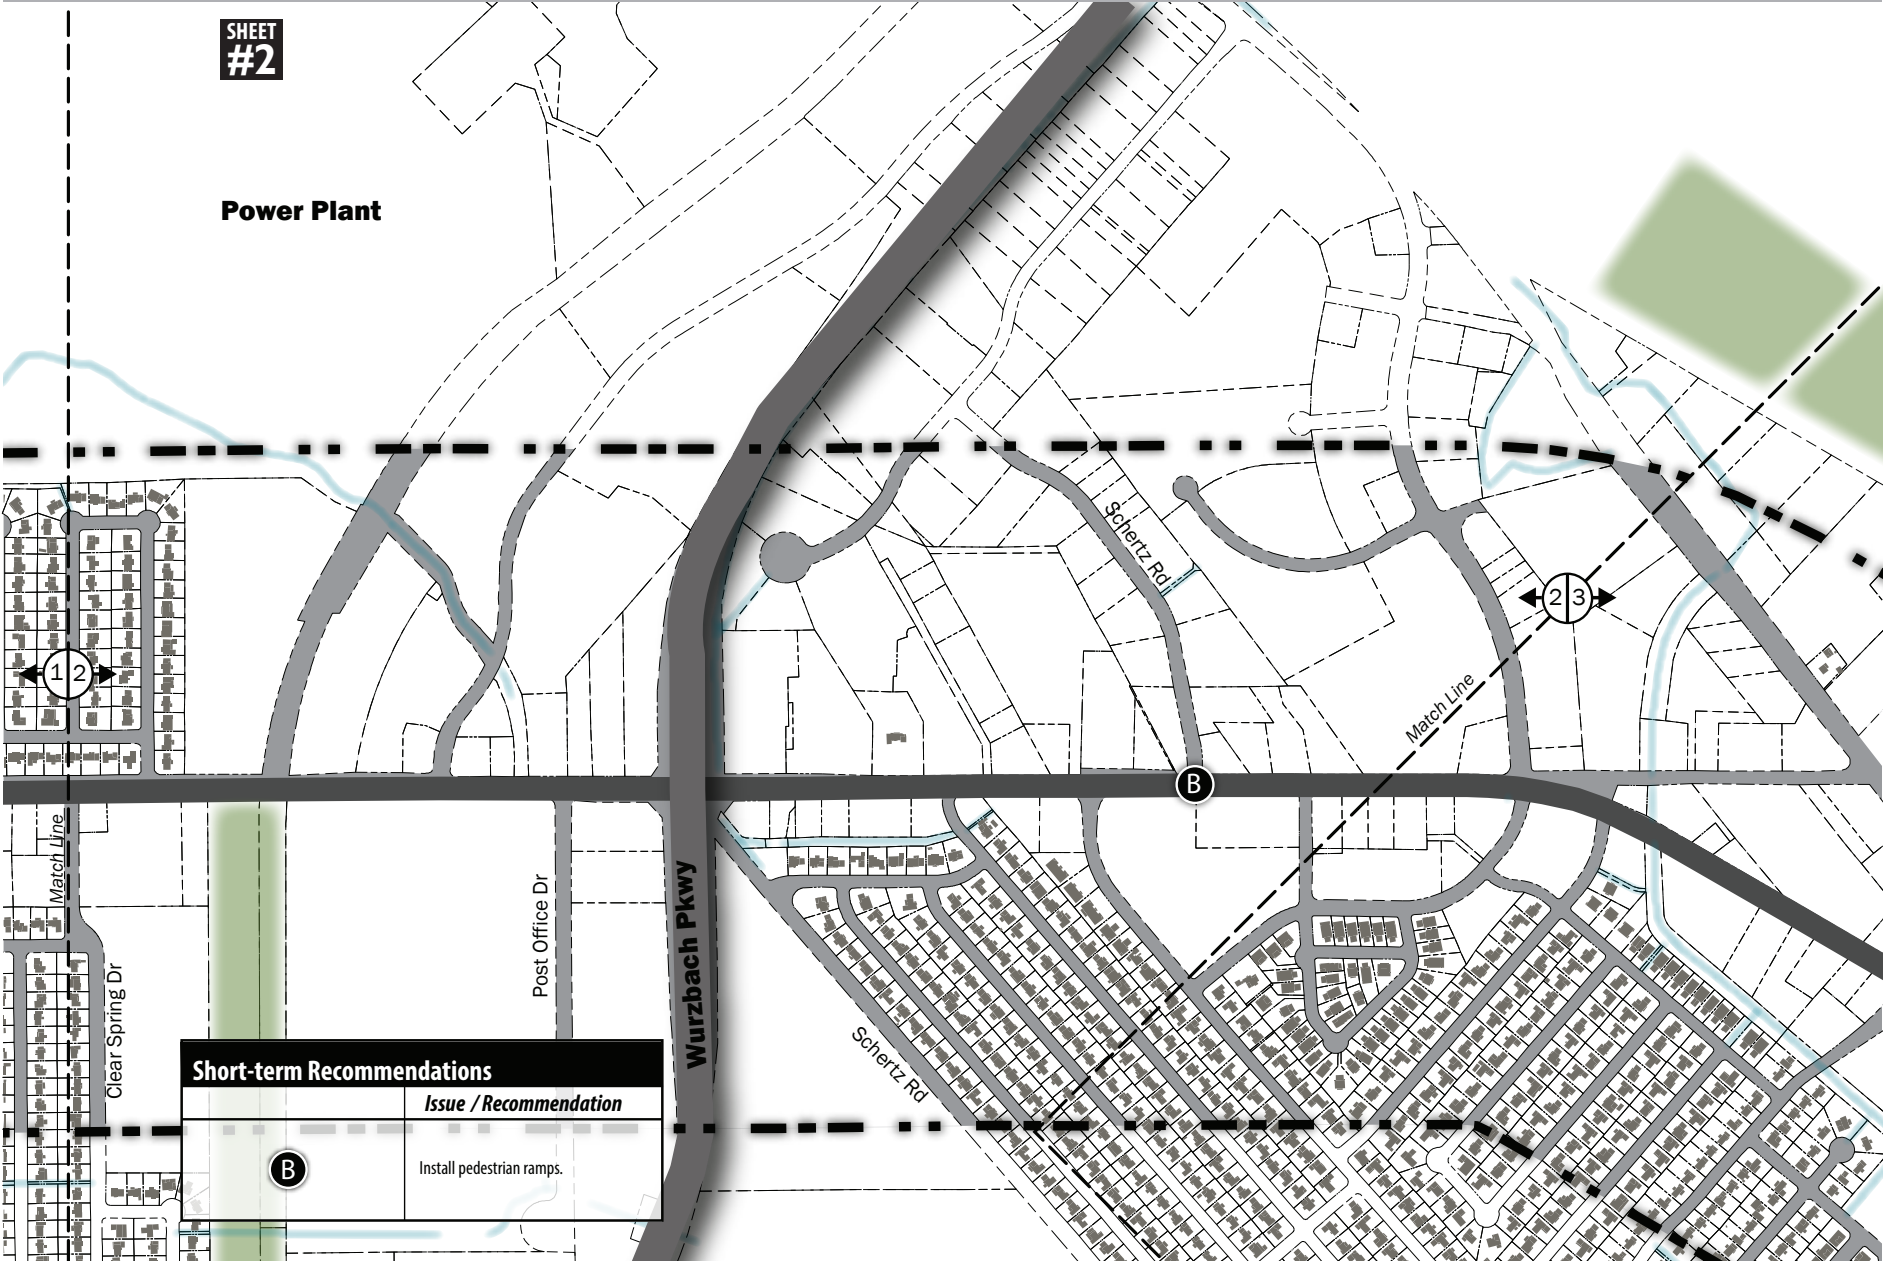 SHEET
#2
Power Plant
Schertz Rd
2 3
1 2
Match Line
B
Match Line
Post Office Dr
Wurzbach Pkwy
Clear Spring Dr
Schertz Rd
Short-term Recommendations
Issue / Recommendation
B
Install pedestrian ramps.